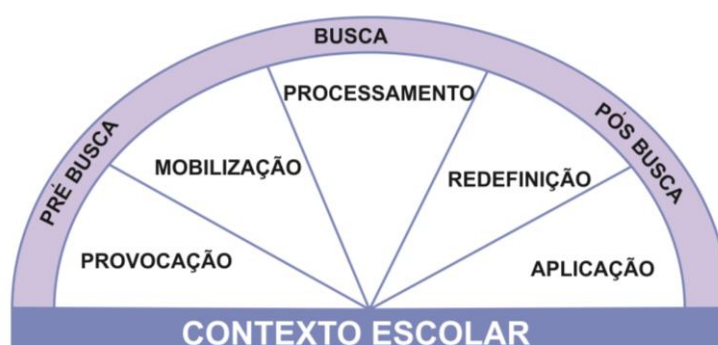 BUSCA
PRÉ BUSCA
PÓS BUSCA
PROVOCAÇÃO
MOBILIZAÇÃO
PROCESSAMENTO
REDEFINIÇÃO
APLICAÇÃO
CONTEXTO ESCOLAR